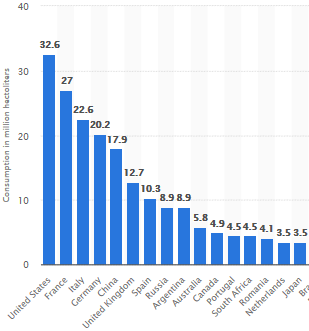 Consumption in million hectoliters
40
30
20
10
0
32.6
27
22.6
20.2
17.9
12.7
10.3
8.9
8.9
5.8
4.9
4.5
4.5
4.1
3.5
3.5
United States
France
Italy
Germany
China
United Kingdom
Spain
Russia
Argentina
Australia
Canada
Portugal
South Africa
Romania
Netherlands
Japan